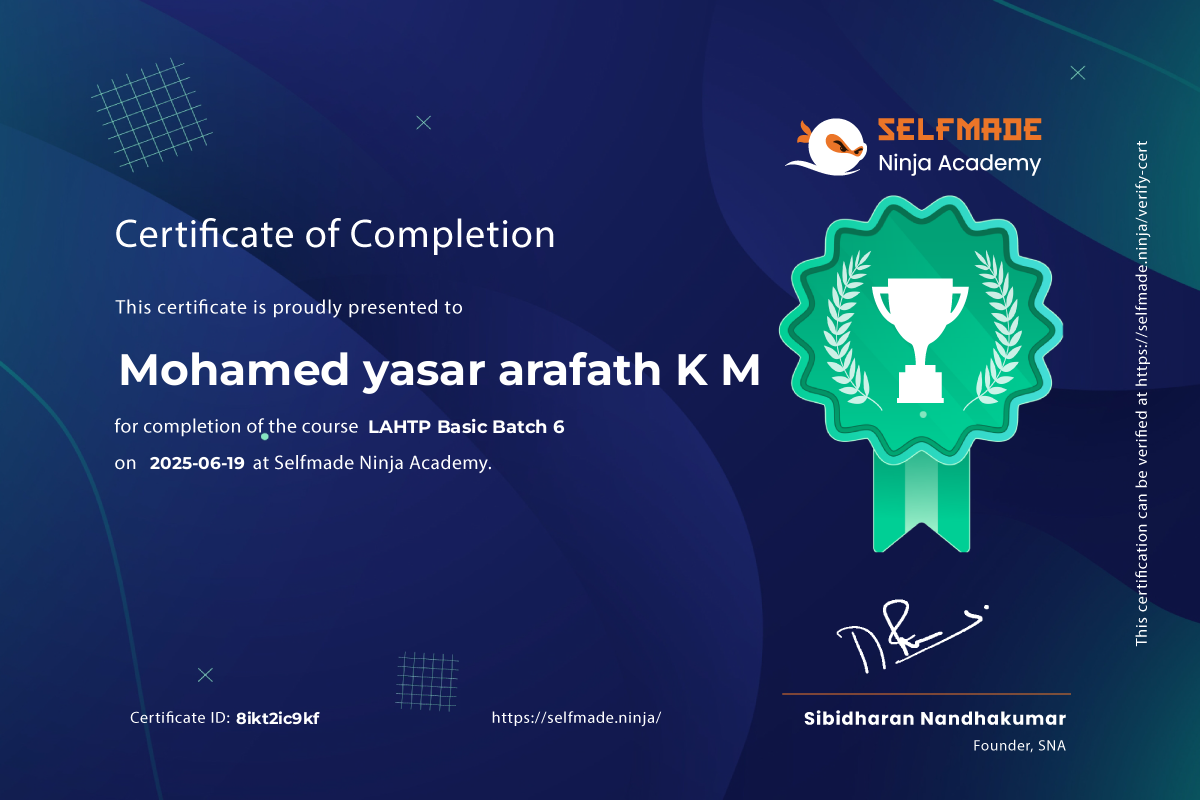 SELFMADE
Ninja Academy
Certificate of Completion
This certificate is proudly presented to
Mohamed yasar arafath K M
for completion of the course LAHTP Basic Batch 6
on 2025-06-19 at Selfmade Ninja Academy.
Certificate ID: 8ikt2ic9kf
https://selfmade.ninja/
Sibidharan Nandhakumar
Founder, SNA
This certification can be verified at https://selfmade.ninja/verify-cert